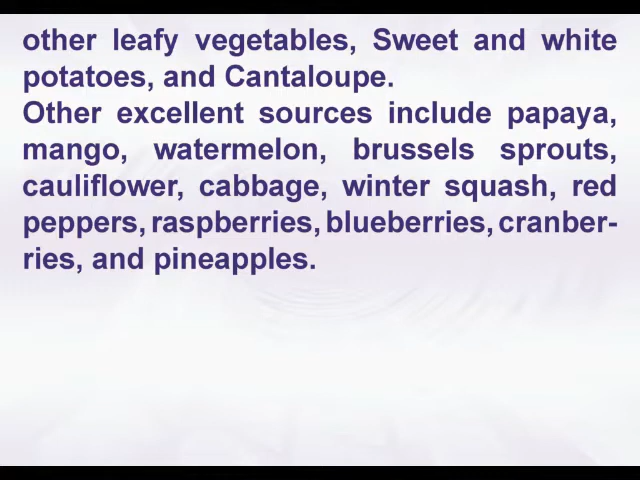 other leafy vegetables, Sweet and white
potatoes, and Cantaloupe.
Other excellent sources include papaya,
mango, watermelon, brussels sprouts,
cauliflower, cabbage, winter squash, red
peppers, raspberries, blueberries, cranber-
ries, and pineapples.